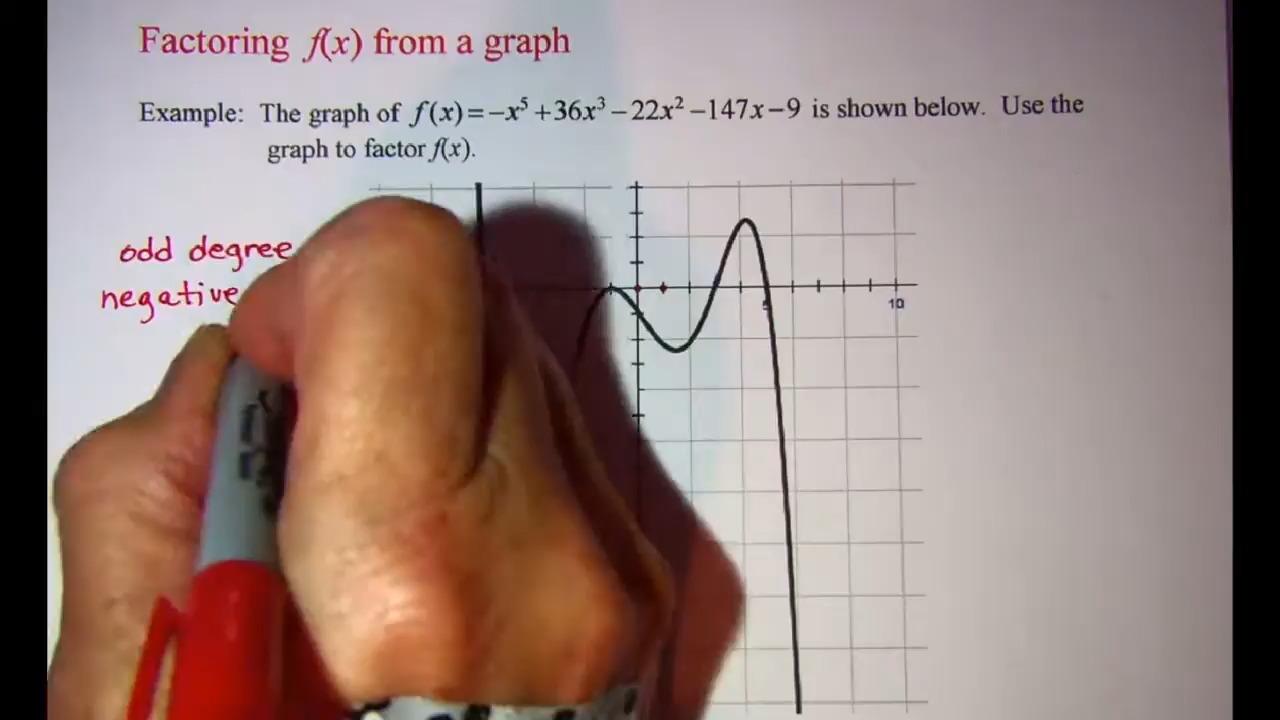 Factoring f(x) from a graph
Example: The graph of f(x)=−x⁵+36x³−22x²−147x−9 is shown below. Use the
graph to factor f(x).
odd degree
negative
5
10